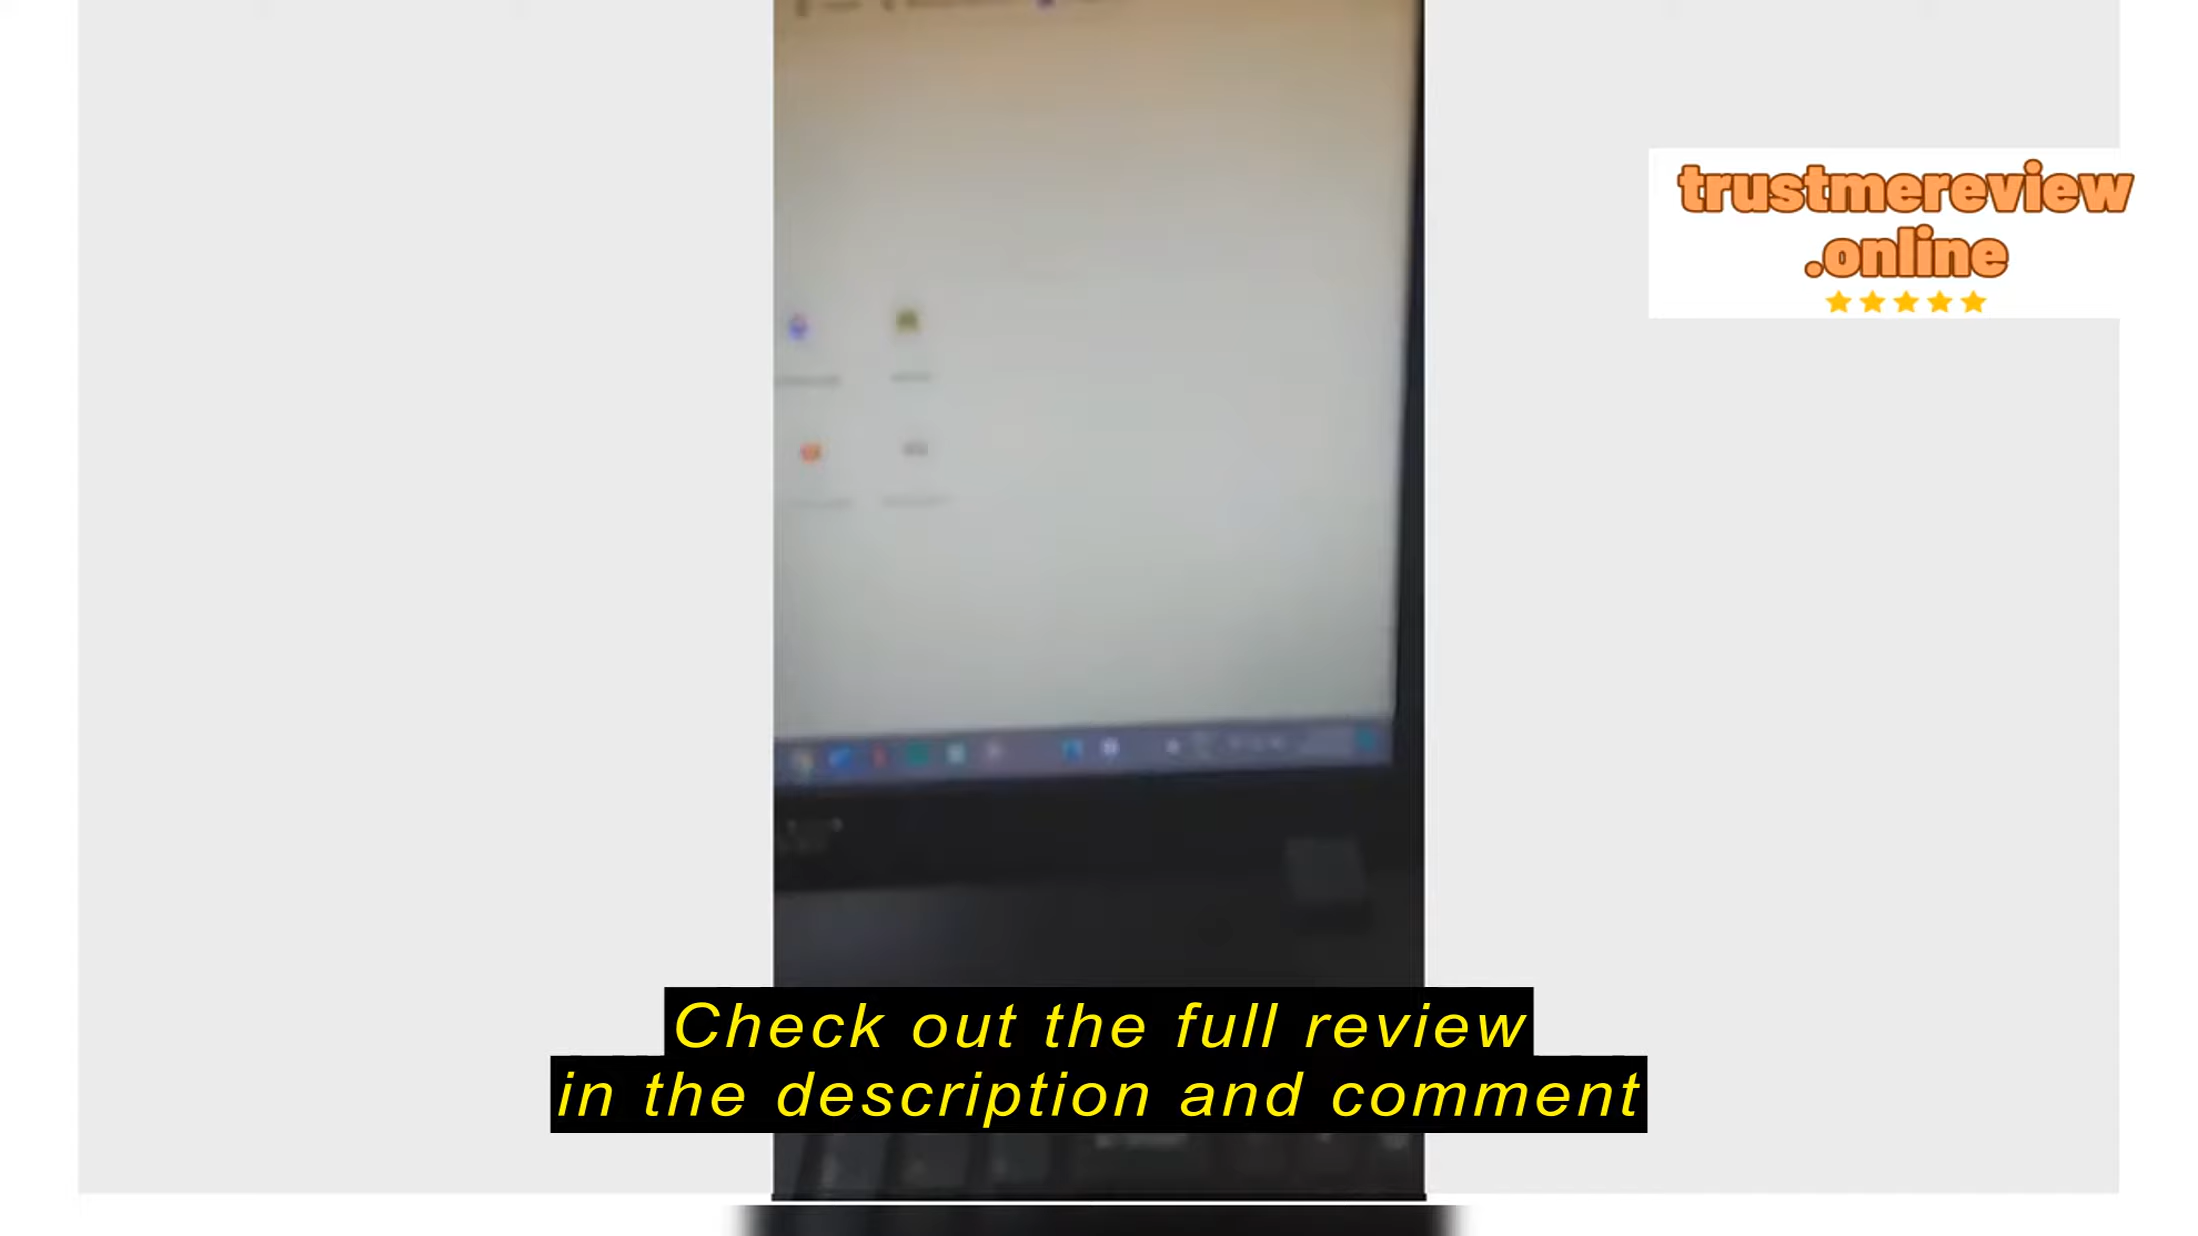 trustmereview
.online
Check out the full review
in the description and comment